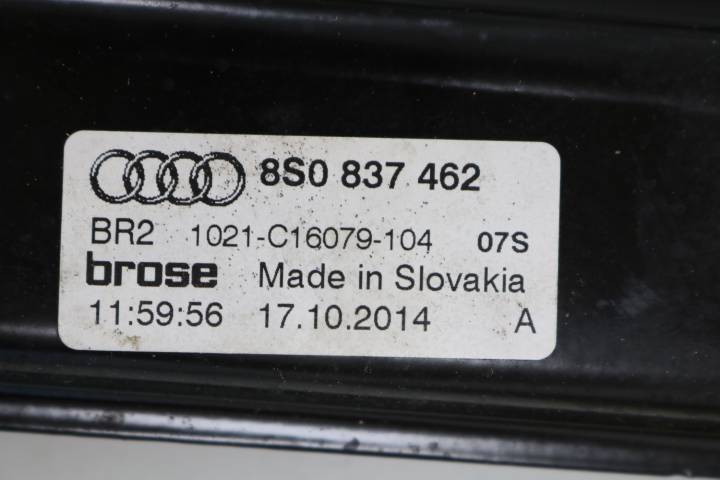 8S0 837 462
BR2 1021-C16079-104 07S
brose Made in Slovakia
11:59:56 17.10.2014 A